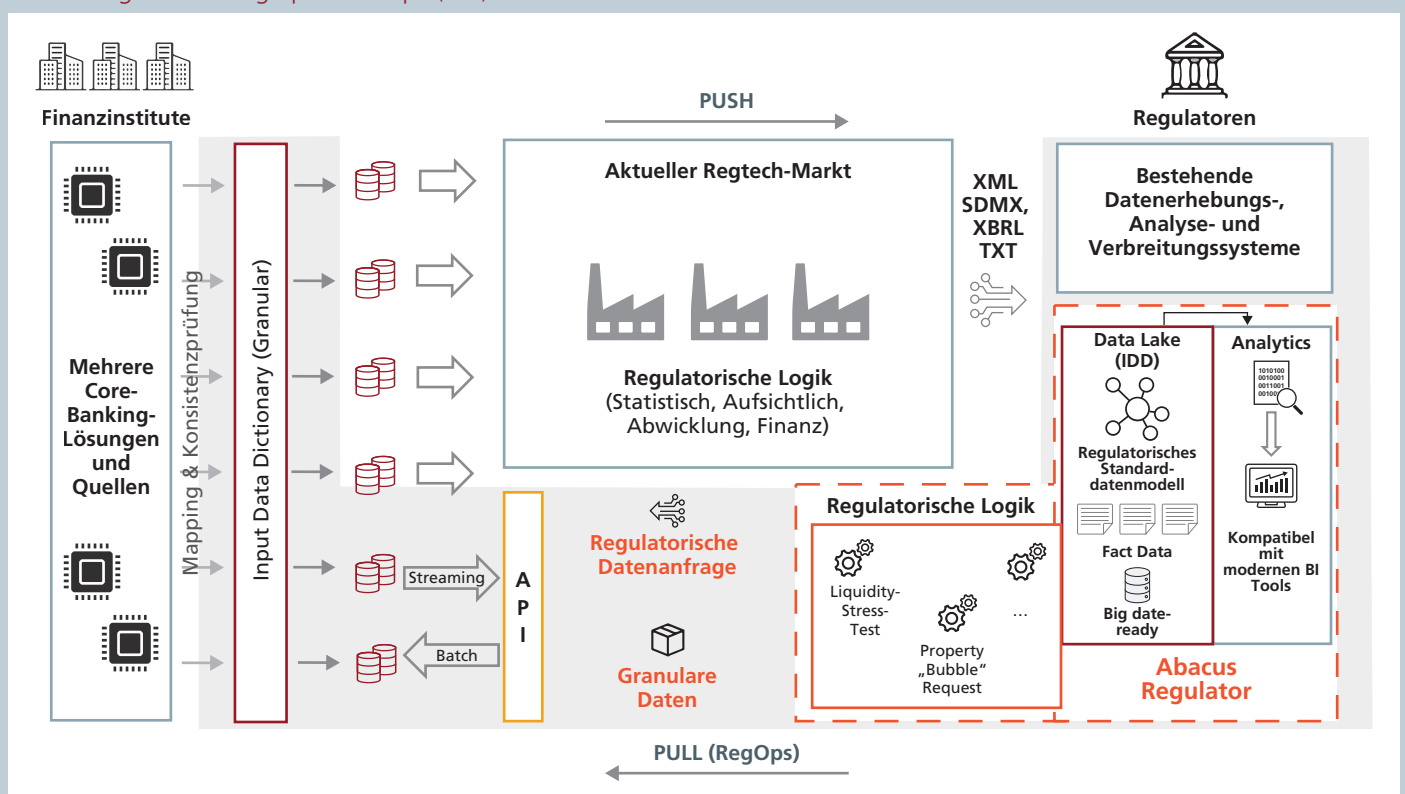 PUSH
Finanzinstitute
Regulatoren
Mehrere
Core-
Banking-
Lösungen
und
Quellen
Mapping & Konsistenzprüfung
Input Data Dictionary (Granular)
Aktueller Regtech-Markt
Regulatorische Logik
(Statistisch, Aufsichtlich,
Abwicklung, Finanz)
XML
SDMX,
XBRL
TXT
Bestehende
Datenerhebungs-,
Analyse- und
Verbreitungssysteme
Streaming
Batch
A
P
I
Regulatorische
Datenanfrage
Granulare
Daten
Regulatorische Logik
Liquidity-
Stress-
Test
Property
„Bubble“
Request
...
Data Lake
(IDD)
Regulatorisches
Standard-
datenmodell
Fact Data
Big date-
ready
Analytics
1010100
0010001
0011001
Kompatibel
mit
modernen BI
Tools
Abacus
Regulator
PULL (RegOps)